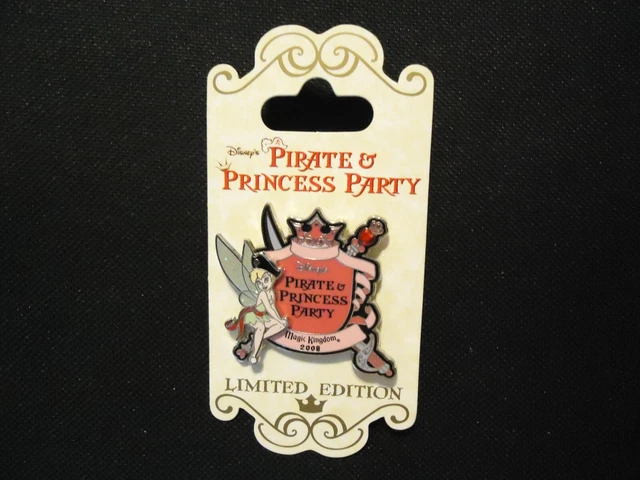 Disney's
PIRATE &
PRINCESS PARTY
Disney's
PIRATE &
PRINCESS
PARTY
Magic Kingdom®
2008
LIMITED EDITION